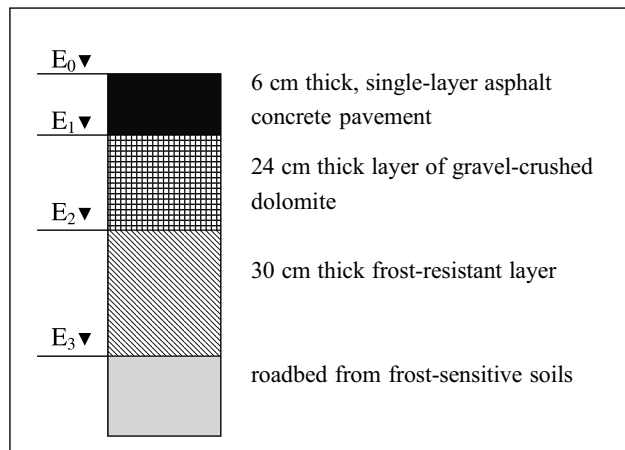 E0▼
6 cm thick, single-layer asphalt
concrete pavement
E1▼
24 cm thick layer of gravel-crushed
dolomite
E2▼
30 cm thick frost-resistant layer
E3▼
roadbed from frost-sensitive soils